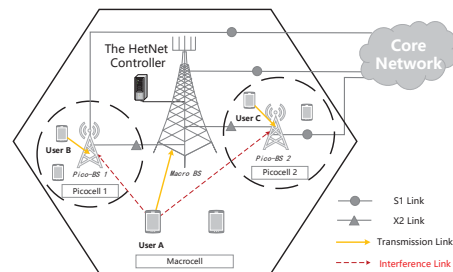 The HetNet
Controller
Core
Network
User C
User B
Pico-BS 1
Macro BS
Pico-BS 2
Picocell 1
Picocell 2
User A
Macrocell
S1 Link
X2 Link
Transmission Link
Interference Link